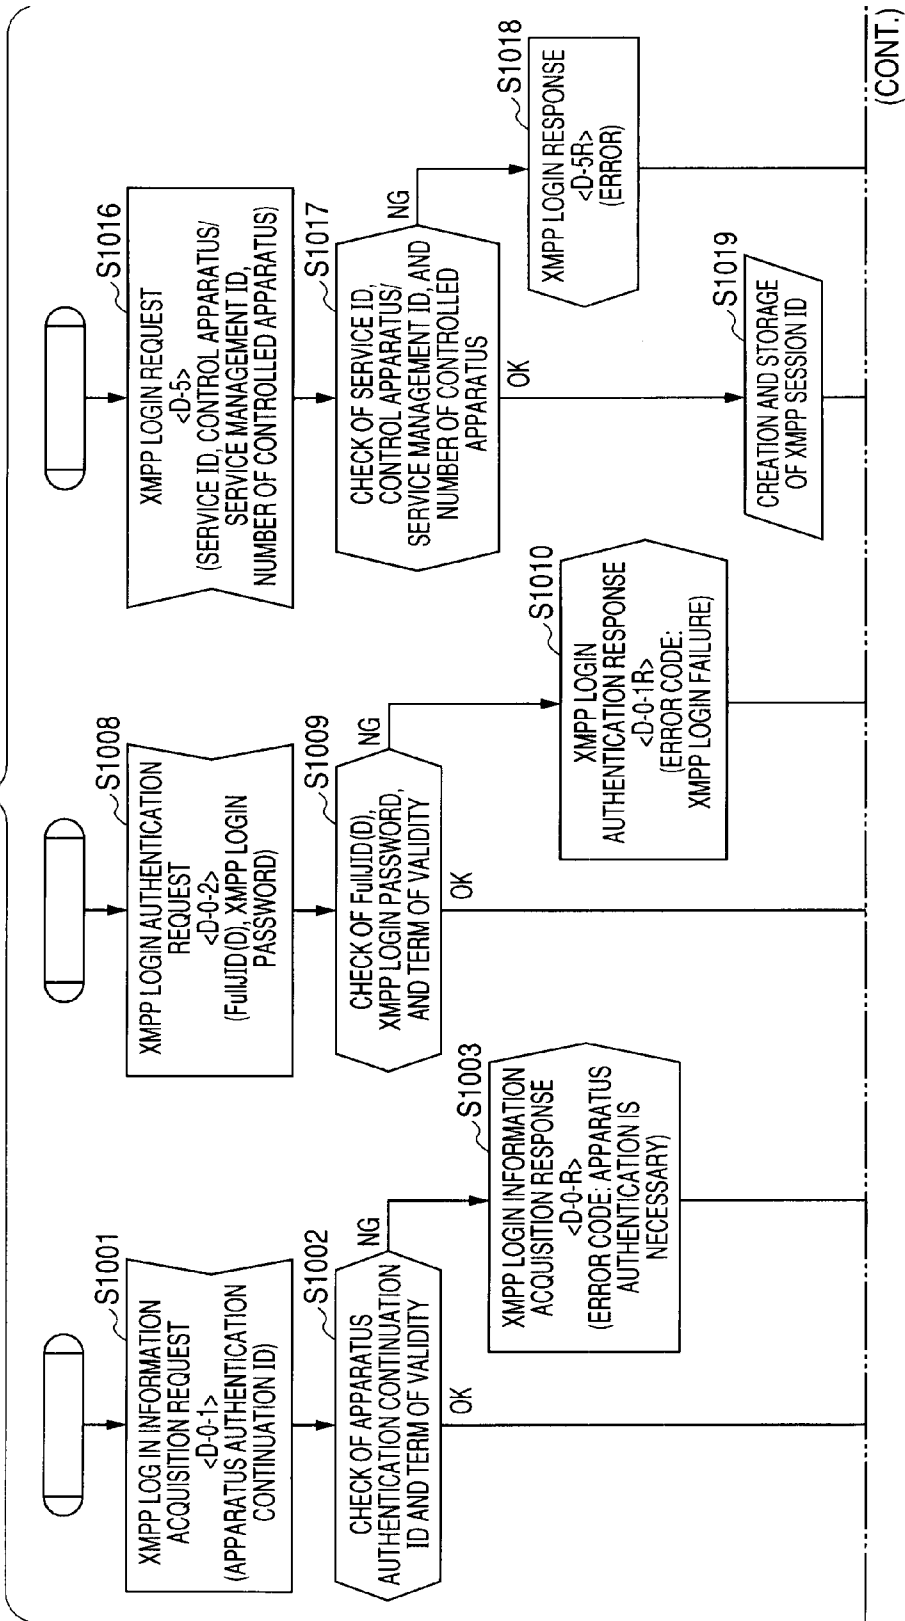 S1001
XMPP LOG IN INFORMATION
ACQUISITION REQUEST
<D-0-1>
(APPARATUS AUTHENTICATION
CONTINUATION ID)
S1002
CHECK OF APPARATUS
AUTHENTICATION CONTINUATION
ID AND TERM OF VALIDITY
NG
OK
S1003
XMPP LOGIN INFORMATION
ACQUISITION RESPONSE
<D-0-R>
(ERROR CODE: APPARATUS
AUTHENTICATION IS
NECESSARY)
S1008
XMPP LOGIN AUTHENTICATION
REQUEST
<D-0-2>
(FullJID(D), XMPP LOGIN
PASSWORD)
S1009
CHECK OF FullJID(D),
XMPP LOGIN PASSWORD,
AND TERM OF VALIDITY
NG
OK
S1010
XMPP LOGIN
AUTHENTICATION RESPONSE
<D-0-1R>
(ERROR CODE:
XMPP LOGIN FAILURE)
S1016
XMPP LOGIN REQUEST
<D-5>
(SERVICE ID, CONTROL APPARATUS/
SERVICE MANAGEMENT ID,
NUMBER OF CONTROLLED APPARATUS)
S1017
CHECK OF SERVICE ID,
CONTROL APPARATUS/
SERVICE MANAGEMENT ID, AND
NUMBER OF CONTROLLED
APPARATUS
NG
OK
S1018
XMPP LOGIN RESPONSE
<D-5R>
(ERROR)
S1019
CREATION AND STORAGE
OF XMPP SESSION ID
(CONT.)